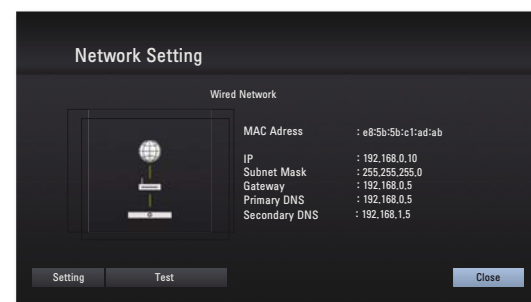 Network Setting
Wired Network
MAC Adress : e8:5b:5b:c1:ad:ab
IP : 192,168,0,10
Subnet Mask : 255,255,255,0
Gateway : 192,168,0,5
Primary DNS : 192,168,0,5
Secondary DNS : 192,168,1,5
Setting Test Close